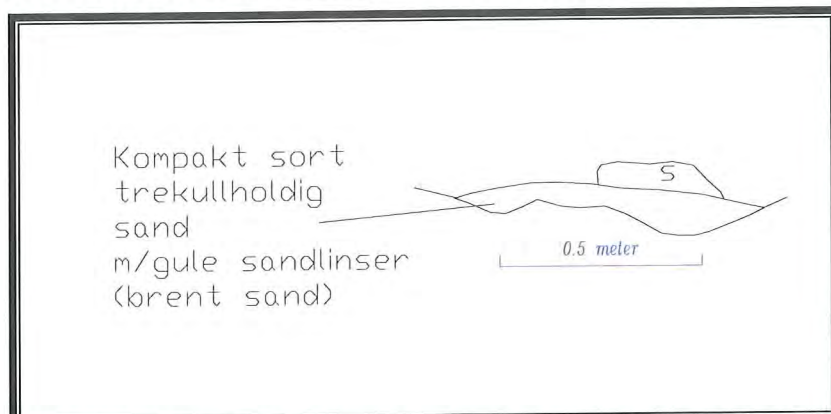 Kompakt sort
trekullholdig
sand
m/gule sandlinser
(brent sand)
S
0.5 meter